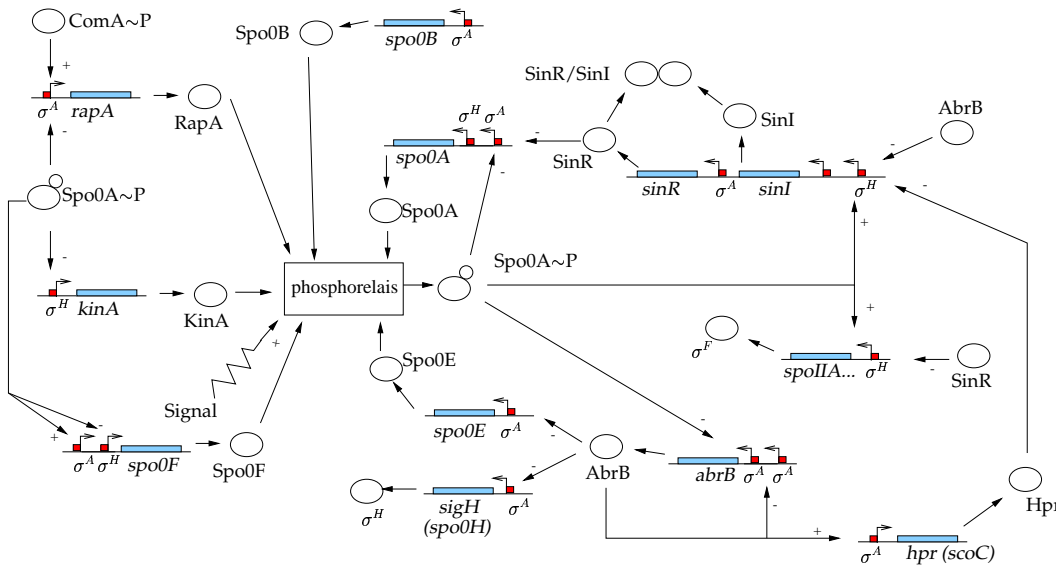 ComA~P
+
σ^A rapA
RapA
-
Spo0A~P
-
σ^H kinA
KinA
Signal
+
+
-
σ^A σ^H spo0F
Spo0F
Spo0B
spo0B σ^A
σ^H σ^A
spo0A
-
-
Spo0A
phosphorelais
Spo0A~P
SinR/SinI
SinR
SinI
AbrB
-
-
sinR σ^A sinI σ^H
+
+
σ^F
spoIIA... σ^H
-
SinR
Spo0E
spo0E σ^A
-
-
AbrB
-
abrB σ^A σ^A
-
σ^H
sigH σ^A
(spo0H)
+
σ^A hpr (scoC)
Hpr